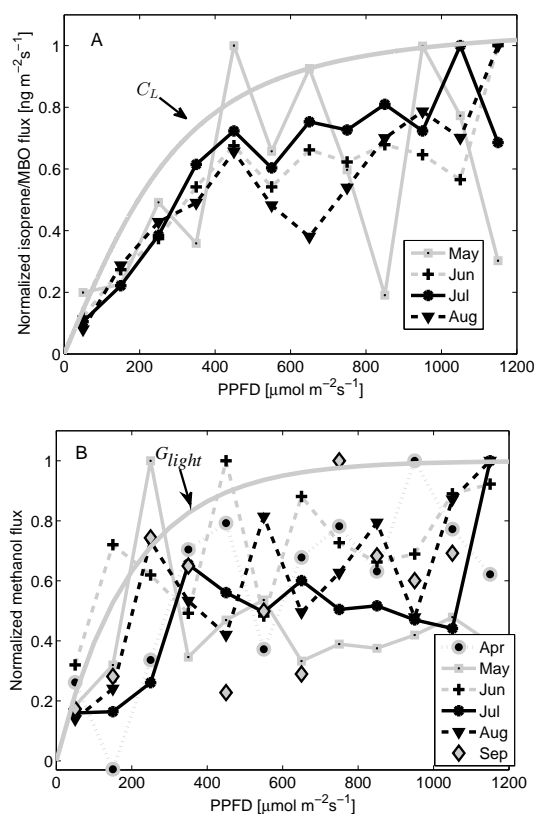 A
C_L
Normalized isoprene/MBO flux [ng m⁻²s⁻¹]
1
0.8
0.6
0.4
0.2
0
0 200 400 600 800 1000 1200
PPFD [μmol m⁻²s⁻¹]
May
Jun
Jul
Aug
B
G_light
Normalized methanol flux
1
0.8
0.6
0.4
0.2
0
0 200 400 600 800 1000 1200
PPFD [μmol m⁻²s⁻¹]
Apr
May
Jun
Jul
Aug
Sep